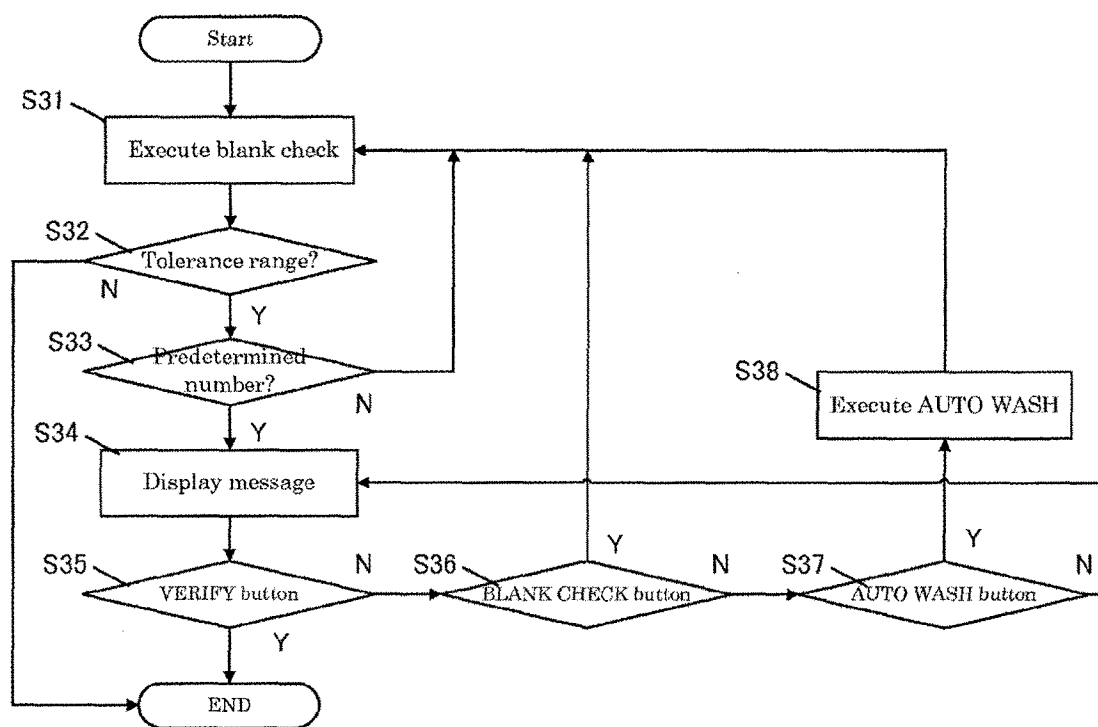 Start
S31
Execute blank check
S32
Tolerance range?
N
Y
S33
Predetermined
number?
N
S38
Execute AUTO WASH
Y
S34
Display message
S35
VERIFY button
N
S36
BLANK CHECK button
Y
N
S37
AUTO WASH button
Y
N
Y
END